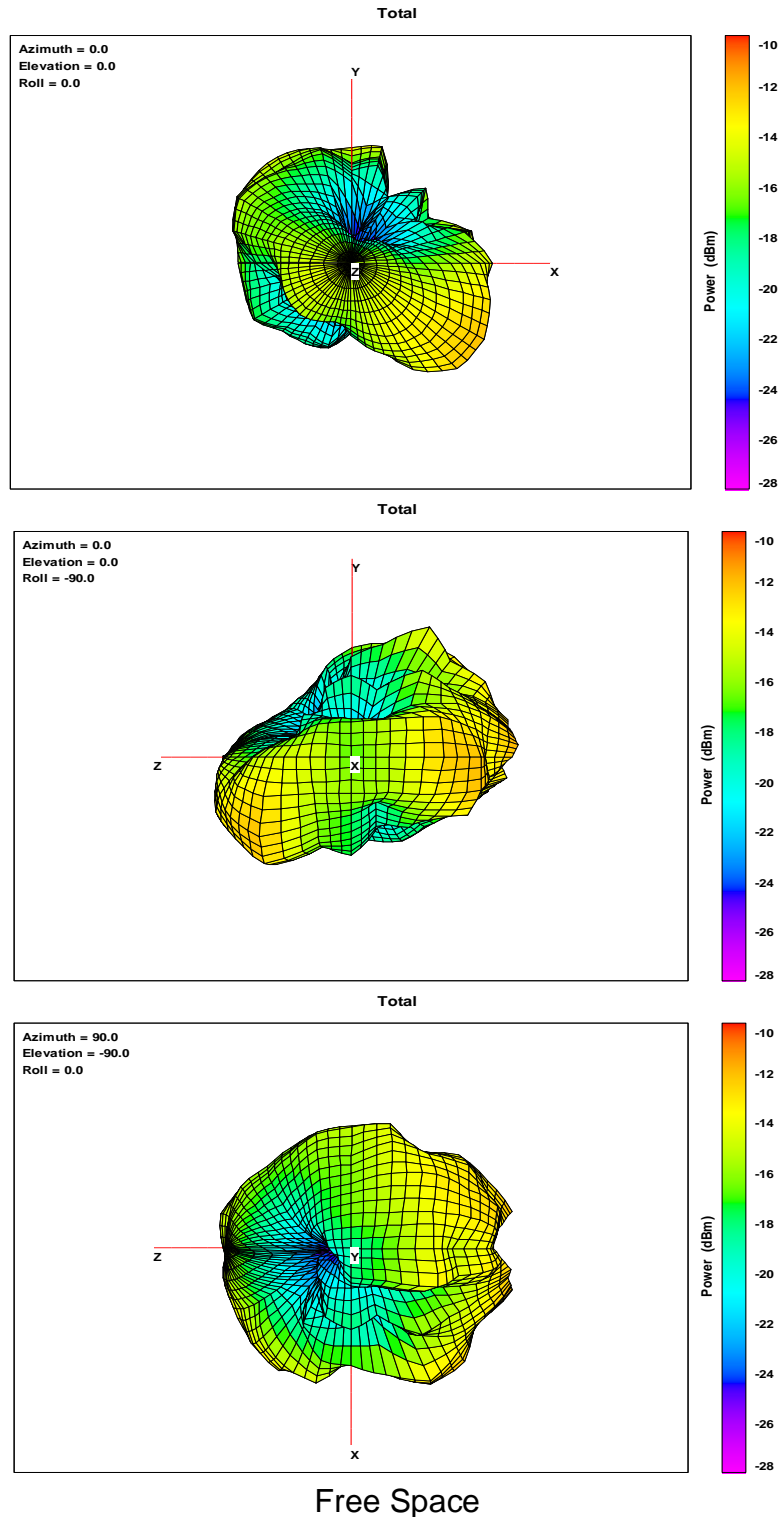 Total
Azimuth = 0.0
Elevation = 0.0
Roll = 0.0
Y
Z
X
-10
-12
-14
-16
-18
-20
-22
-24
-26
-28
Power (dBm)
Total
Azimuth = 0.0
Elevation = 0.0
Roll = -90.0
Y
Z
X
-10
-12
-14
-16
-18
-20
-22
-24
-26
-28
Power (dBm)
Total
Azimuth = 90.0
Elevation = -90.0
Roll = 0.0
Z
Y
X
-10
-12
-14
-16
-18
-20
-22
-24
-26
-28
Power (dBm)
Free Space